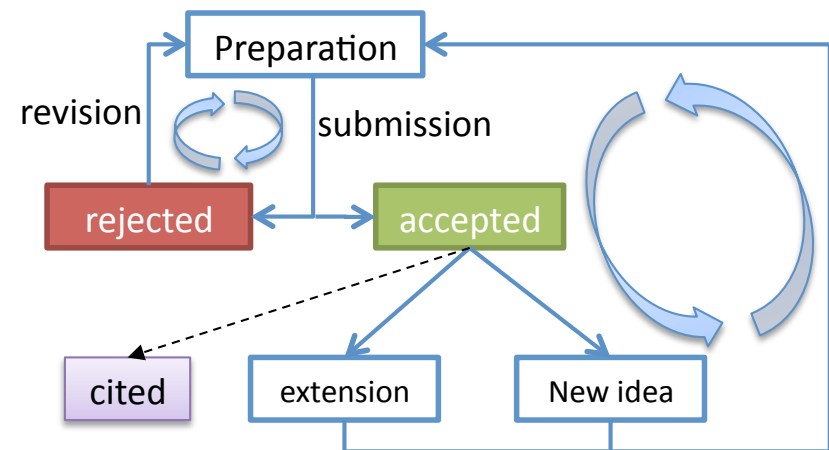 Preparation
revision
submission
rejected
accepted
cited
extension
New idea